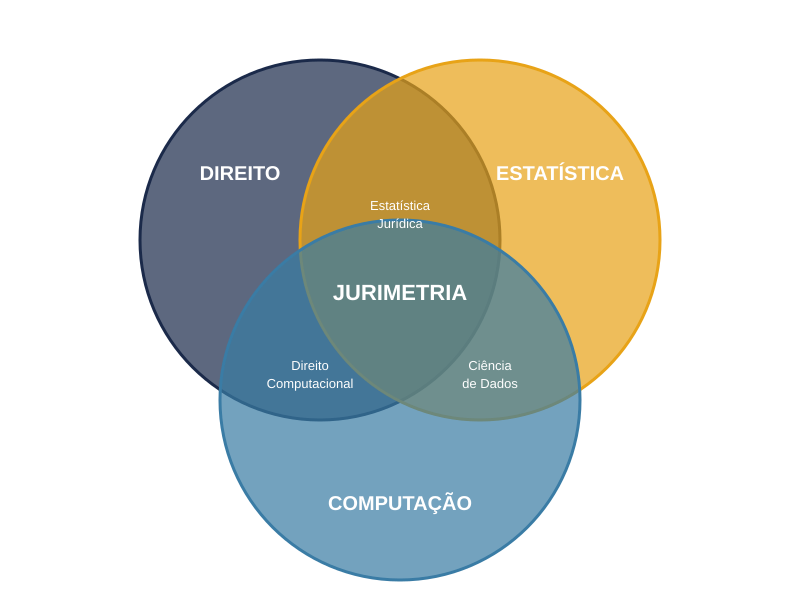 DIREITO
ESTATÍSTICA
Estatística
Jurídica
JURIMETRIA
Direito
Computacional
Ciência
de Dados
COMPUTAÇÃO